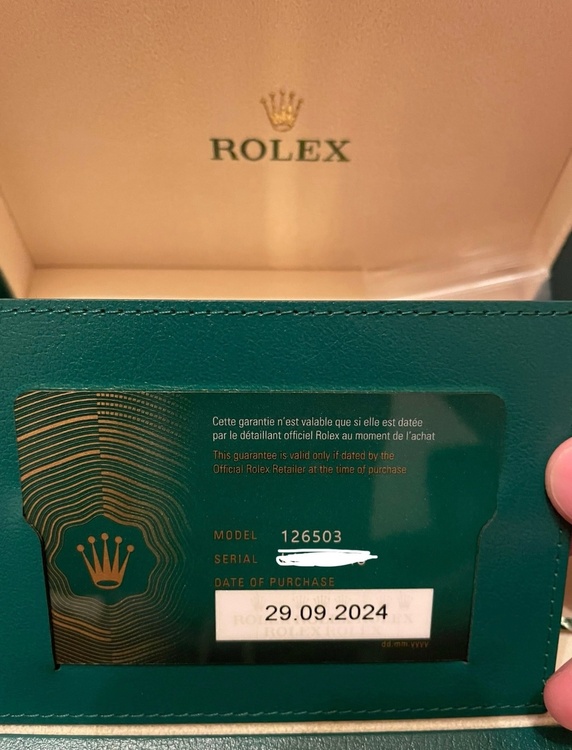 ROLEX
Cette garantie n'est valable que si elle est datée
par le détaillant officiel Rolex au moment de l'achat
This guarantee is valid only if dated by the
Official Rolex Retailer at the time of purchase
MODEL 126503
SERIAL
DATE OF PURCHASE
29.09.2024
dd.mm.yyyy